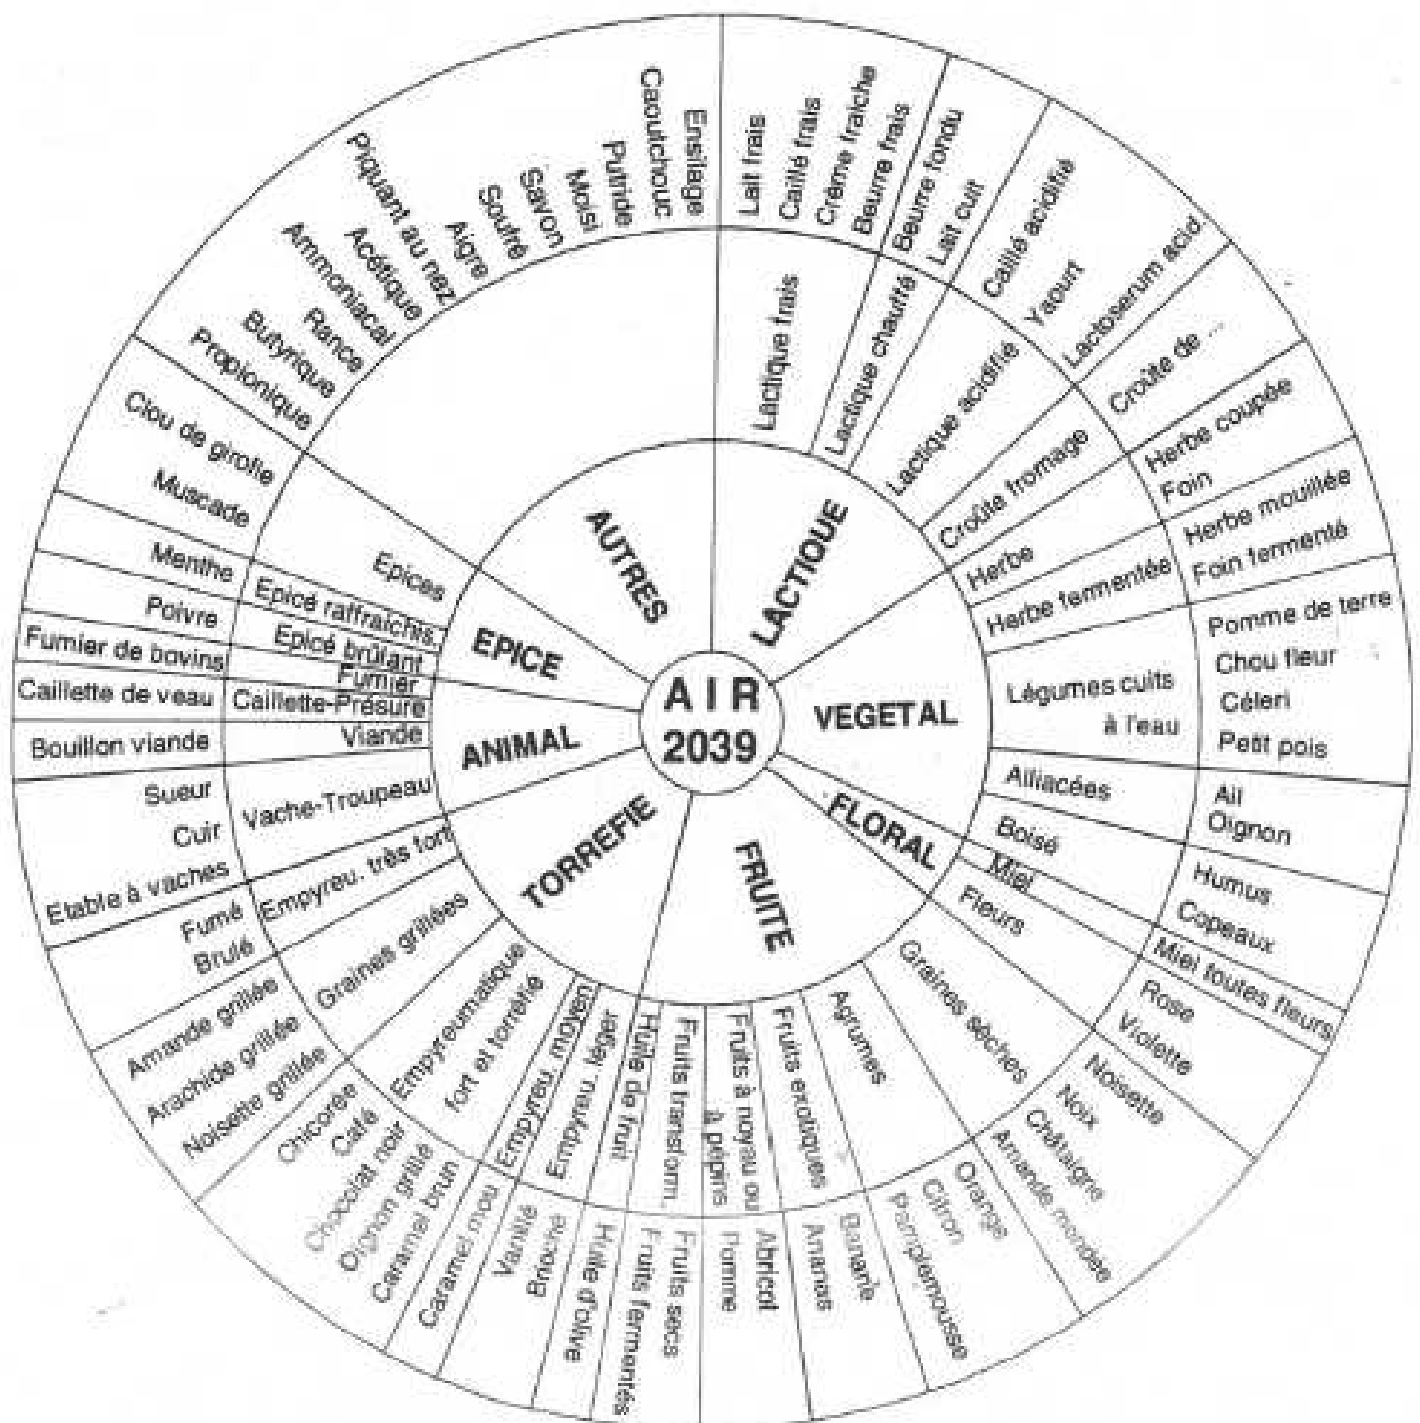 AIR
2039
LACTIQUE
VEGETAL
FLORAL
FRUITE
TORREFIE
ANIMAL
EPICE
AUTRES
Lactique frais
Lactique chauffé
Lactique acidifié
Croûte fromage
Herbe
Herbe fermentée
Légumes cuits
à l'eau
Alliacées
Boisé
Miel
Fleurs
Graines sèches
Agrumes
Fruits exotiques
Fruits à noyau ou
à pépins
Fruits transform.
Huile de fruit
Empyreu. léger
Empyreu. moyen
Empyreumatique
fort et torréfié
Graines grillées
Empyreu. très fort
Vache-Troupeau
Viande
Caillette-Présure
Fumier
Epicé brûlant
Epicé raffraichis.
Epices
Lait frais
Caillé frais
Crème fraîche
Beurre frais
Beurre fondu
Lait cuit
Caillé acidifié
Yaourt
Lactoserum acid.
Croûte de ...
Herbe coupée
Foin
Herbe mouillée
Foin fermenté
Pomme de terre
Chou fleur
Céleri
Petit pois
Ail
Oignon
Humus
Copeaux
Miel toutes fleurs
Rose
Violette
Noisette
Noix
Châtaigne
Amande mondée
Orange
Citron
Pamplemousse
Banane
Ananas
Abricot
Pomme
Fruits secs
Fruits fermentés
Huile d'olive
Brioche
Vanille
Caramel mou
Caramel brun
Oignon grillé
Chocolat noir
Café
Chicorée
Noisette grillée
Arachide grillée
Amande grillée
Brulé
Fumé
Etable à vaches
Cuir
Sueur
Bouillon viande
Caillette de veau
Fumier de bovins
Poivre
Menthe
Muscade
Clou de girofle
Propionique
Butyrique
Rance
Ammoniacal
Acétique
Piquant au nez
Aigre
Soufré
Savon
Moisi
Putride
Caoutchouc
Ensilage